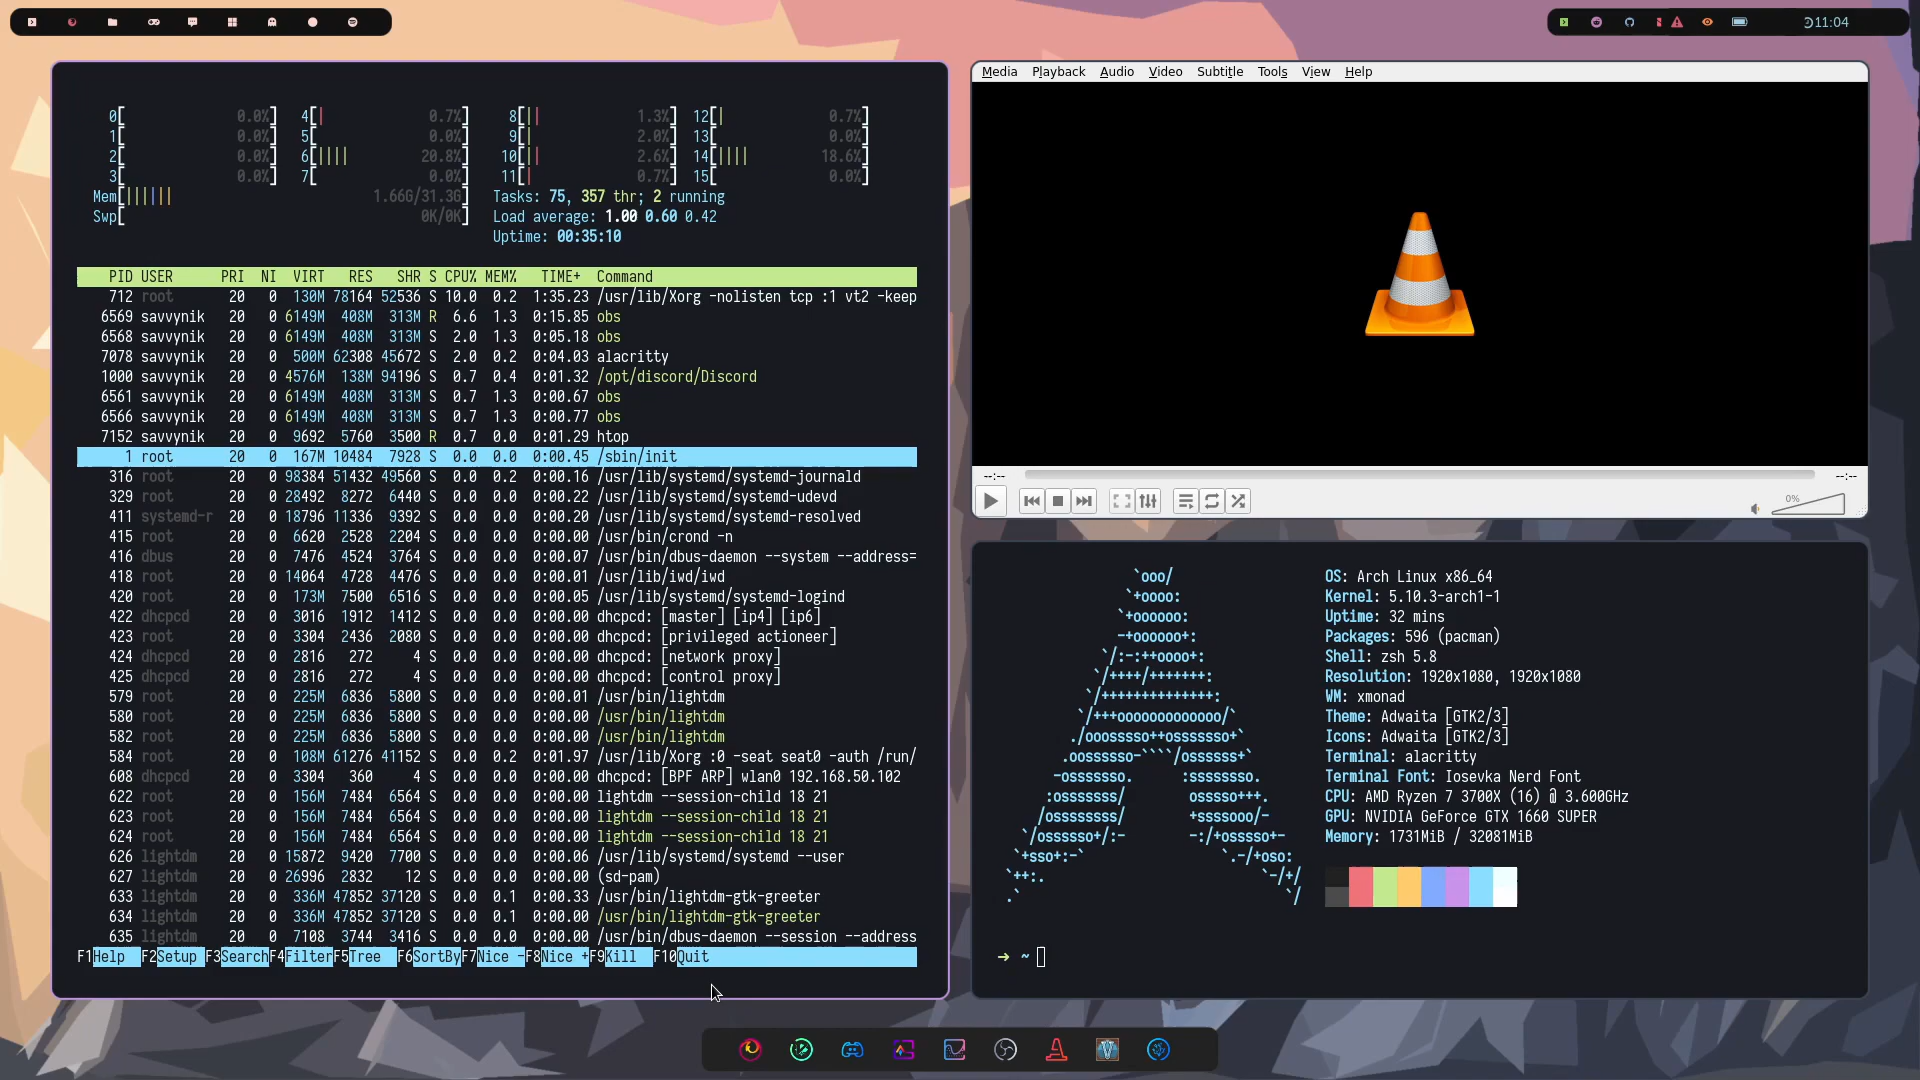 11:04
0[ 0.0%] 4[| 0.7%] 8[|| 1.3%] 12[| 0.7%]
1[ 0.0%] 5[ 0.0%] 9[| 2.0%] 13[ 0.0%]
2[ 0.0%] 6[|||| 20.8%] 10[|| 2.6%] 14[|||| 18.6%]
3[ 0.0%] 7[ 0.0%] 11[| 0.7%] 15[ 0.0%]
Mem[|||||| 1.66G/31.3G] Tasks: 75, 357 thr; 2 running
Swp[ 0K/0K] Load average: 1.00 0.60 0.42
Uptime: 00:35:10
PID USER PRI NI VIRT RES SHR S CPU% MEM% TIME+ Command
712 root 20 0 130M 78164 52536 S 10.0 0.2 1:35.23 /usr/lib/Xorg -nolisten tcp :1 vt2 -keep
6569 savvynik 20 0 6149M 408M 313M R 6.6 1.3 0:15.85 obs
6568 savvynik 20 0 6149M 408M 313M S 2.0 1.3 0:05.18 obs
7078 savvynik 20 0 500M 62308 45672 S 2.0 0.2 0:04.03 alacritty
1000 savvynik 20 0 4576M 138M 94196 S 0.7 0.4 0:01.32 /opt/discord/Discord
6561 savvynik 20 0 6149M 408M 313M S 0.7 1.3 0:00.67 obs
6566 savvynik 20 0 6149M 408M 313M S 0.7 1.3 0:00.77 obs
7152 savvynik 20 0 9692 5760 3500 R 0.7 0.0 0:01.29 htop
1 root 20 0 167M 10484 7928 S 0.0 0.0 0:00.45 /sbin/init
316 root 20 0 98384 51432 49560 S 0.0 0.2 0:00.16 /usr/lib/systemd/systemd-journald
329 root 20 0 28492 8272 6440 S 0.0 0.0 0:00.22 /usr/lib/systemd/systemd-udevd
411 systemd-r 20 0 18796 11336 9392 S 0.0 0.0 0:00.20 /usr/lib/systemd/systemd-resolved
415 root 20 0 6620 2528 2204 S 0.0 0.0 0:00.00 /usr/bin/crond -n
416 dbus 20 0 7476 4524 3764 S 0.0 0.0 0:00.07 /usr/bin/dbus-daemon --system --address=
418 root 20 0 14064 4728 4476 S 0.0 0.0 0:00.01 /usr/lib/iwd/iwd
420 root 20 0 173M 7500 6516 S 0.0 0.0 0:00.05 /usr/lib/systemd/systemd-logind
422 dhcpcd 20 0 3016 1912 1412 S 0.0 0.0 0:00.00 dhcpcd: [master] [ip4] [ip6]
423 root 20 0 3304 2436 2080 S 0.0 0.0 0:00.00 dhcpcd: [privileged actioneer]
424 dhcpcd 20 0 2816 272 4 S 0.0 0.0 0:00.00 dhcpcd: [network proxy]
425 dhcpcd 20 0 2816 272 4 S 0.0 0.0 0:00.00 dhcpcd: [control proxy]
579 root 20 0 225M 6836 5800 S 0.0 0.0 0:00.01 /usr/bin/lightdm
580 root 20 0 225M 6836 5800 S 0.0 0.0 0:00.00 /usr/bin/lightdm
582 root 20 0 225M 6836 5800 S 0.0 0.0 0:00.00 /usr/bin/lightdm
584 root 20 0 108M 61276 41152 S 0.0 0.2 0:01.97 /usr/lib/Xorg :0 -seat seat0 -auth /run/
608 dhcpcd 20 0 3304 360 4 S 0.0 0.0 0:00.00 dhcpcd: [BPF ARP] wlan0 192.168.50.102
622 root 20 0 156M 7484 6564 S 0.0 0.0 0:00.00 lightdm --session-child 18 21
623 root 20 0 156M 7484 6564 S 0.0 0.0 0:00.00 lightdm --session-child 18 21
624 root 20 0 156M 7484 6564 S 0.0 0.0 0:00.00 lightdm --session-child 18 21
626 lightdm 20 0 15872 9420 7700 S 0.0 0.0 0:00.06 /usr/lib/systemd/systemd --user
627 lightdm 20 0 26996 2832 12 S 0.0 0.0 0:00.00 (sd-pam)
633 lightdm 20 0 336M 47852 37120 S 0.0 0.1 0:00.33 /usr/bin/lightdm-gtk-greeter
634 lightdm 20 0 336M 47852 37120 S 0.0 0.1 0:00.00 /usr/bin/lightdm-gtk-greeter
635 lightdm 20 0 7108 3744 3416 S 0.0 0.0 0:00.00 /usr/bin/dbus-daemon --session --address
F1Help F2Setup F3SearchF4FilterF5Tree F6SortByF7Nice -F8Nice +F9Kill F10Quit
Media Playback Audio Video Subtitle Tools View Help
--:-- --:--
0%
OS: Arch Linux x86_64
Kernel: 5.10.3-arch1-1
Uptime: 32 mins
Packages: 596 (pacman)
Shell: zsh 5.8
Resolution: 1920x1080, 1920x1080
WM: xmonad
Theme: Adwaita [GTK2/3]
Icons: Adwaita [GTK2/3]
Terminal: alacritty
Terminal Font: Iosevka Nerd Font
CPU: AMD Ryzen 7 3700X (16) @ 3.600GHz
GPU: NVIDIA GeForce GTX 1660 SUPER
Memory: 1731MiB / 32081MiB
➜ ~